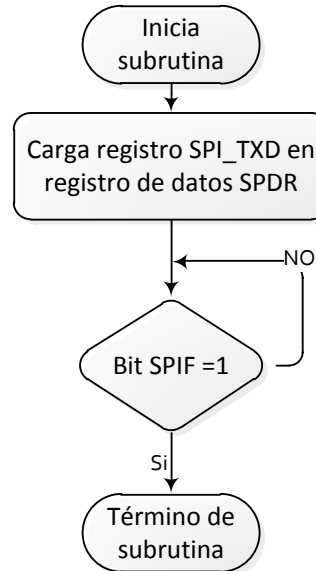 Inicia
subrutina
Carga registro SPI_TXD en
registro de datos SPDR
NO
Bit SPIF =1
Si
Término de
subrutina